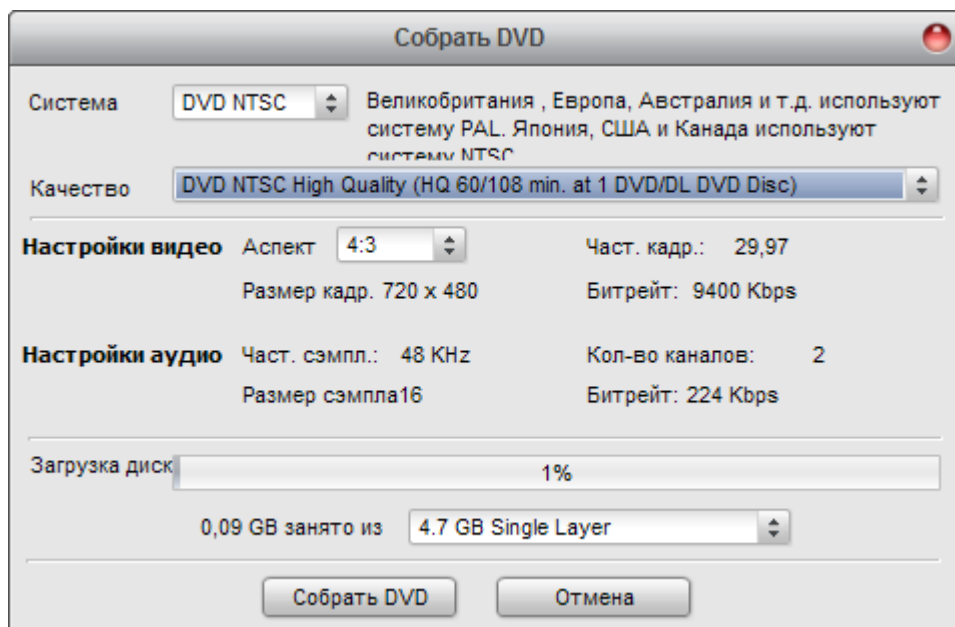 Собрать DVD
Система DVD NTSC Великобритания , Европа, Австралия и т.д. используют
систему PAL. Япония, США и Канада используют
систему NTSC
Качество DVD NTSC High Quality (HQ 60/108 min. at 1 DVD/DL DVD Disc)
Настройки видео Аспект 4:3 Част. кадр.: 29,97
Размер кадр. 720 x 480 Битрейт: 9400 Kbps
Настройки аудио Част. сэмпл.: 48 KHz Кол-во каналов: 2
Размер сэмпла16 Битрейт: 224 Kbps
Загрузка диск 1%
0,09 GB занято из 4.7 GB Single Layer
Собрать DVD Отмена